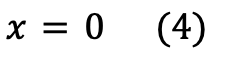 x = 0 (4)